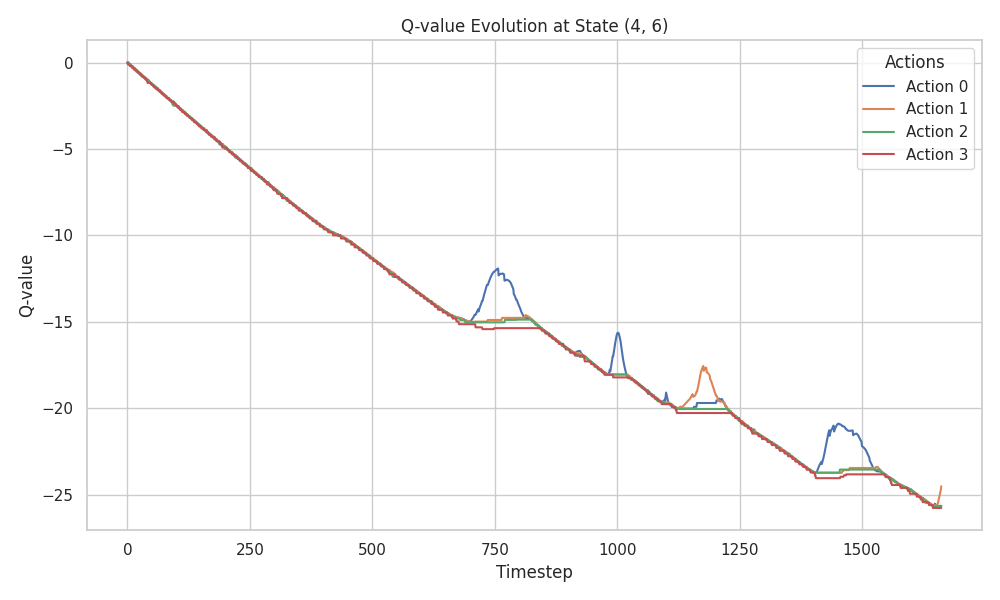 Q-value Evolution at State (4, 6)
Actions
Action 0
Action 1
Action 2
Action 3
Q-value
0
−5
−10
−15
−20
−25
0 250 500 750 1000 1250 1500
Timestep